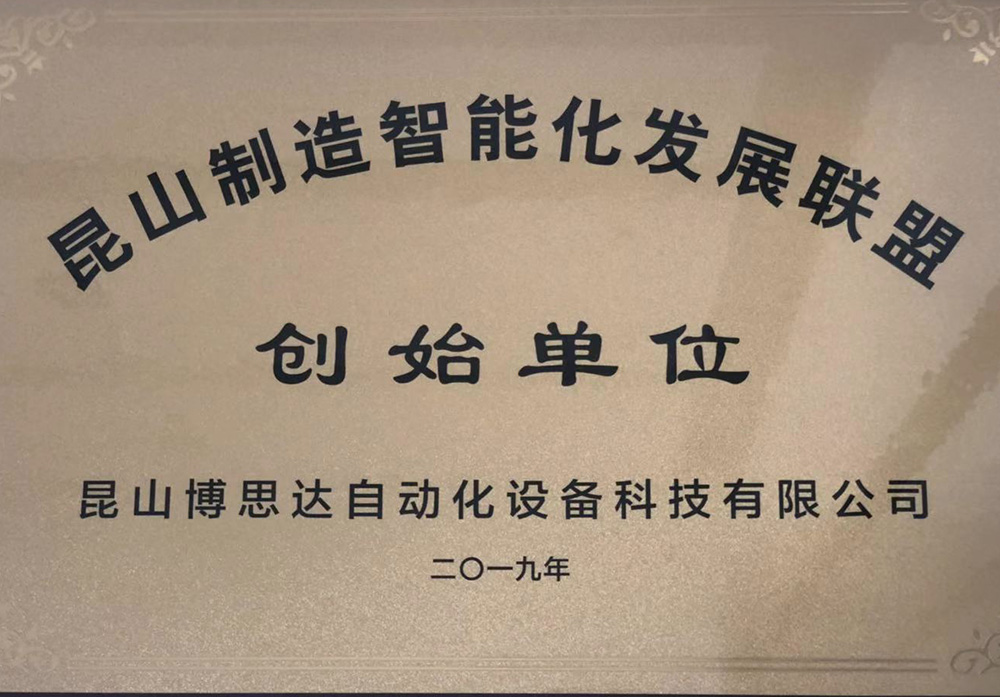 昆山制造智能化发展联盟
创始单位
昆山博思达自动化设备科技有限公司
二〇一九年